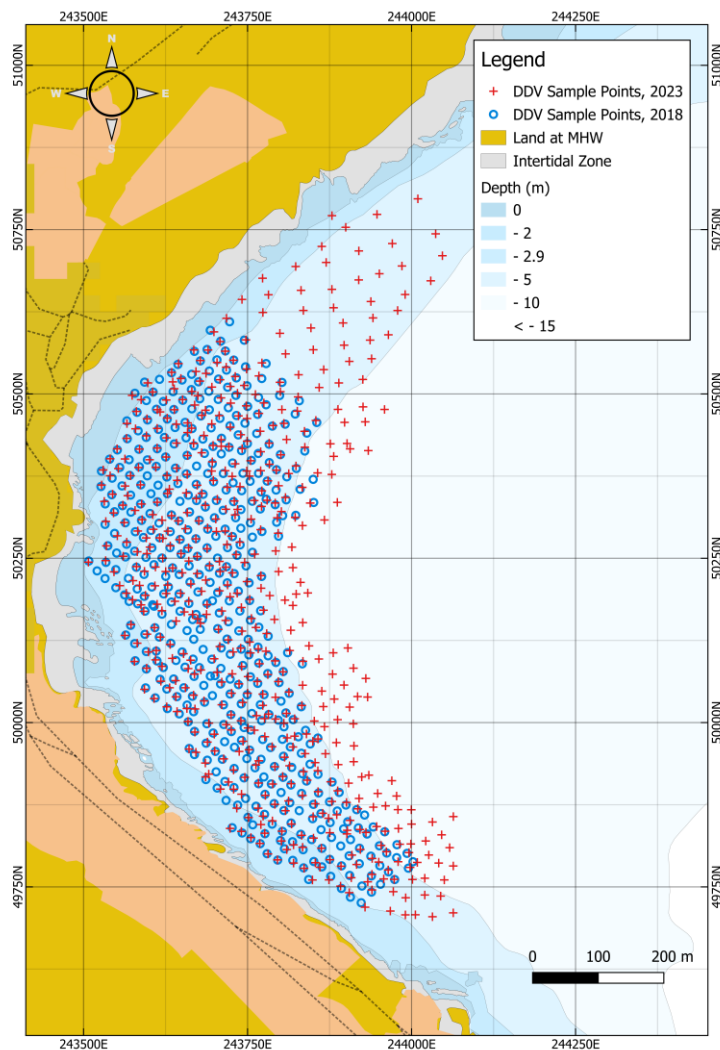 243500E 243750E 244000E 244250E
51000N 51000N
N
W E
S
Legend
DDV Sample Points, 2023
DDV Sample Points, 2018
Land at MHW
Intertidal Zone
Depth (m)
0
- 2
- 2.9
- 5
- 10
< - 15
50750N 50750N
50500N 50500N
50250N 50250N
50000N 50000N
49750N 49750N
0 100 200 m
243500E 243750E 244000E 244250E